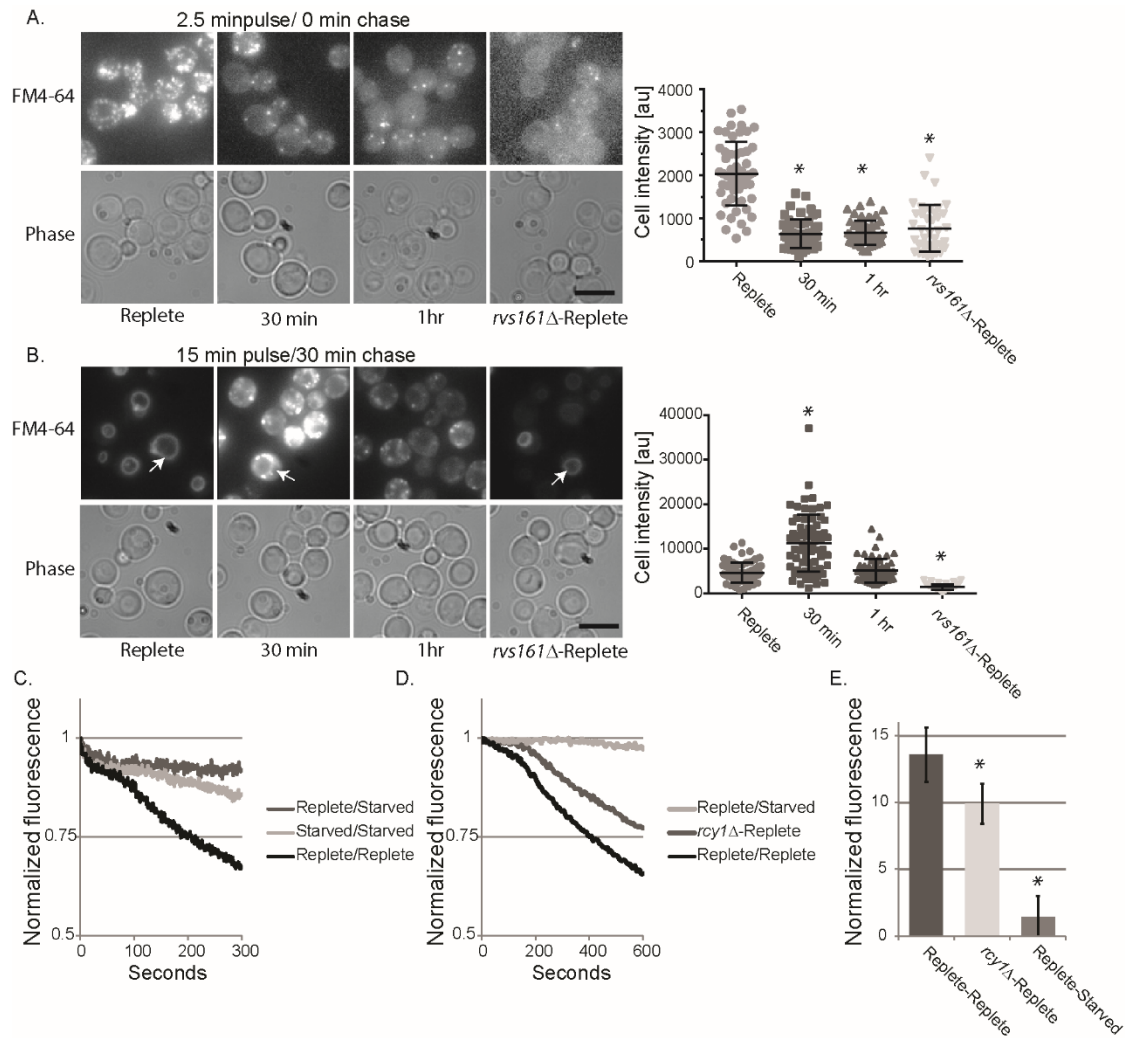 A.
2.5 minpulse/ 0 min chase
FM4-64
Phase
Replete
30 min
1hr
rvs161Δ-Replete
Cell intensity [au]
4000
3000
2000
1000
0
*
*
*
Replete
30 min
1 hr
rvs161Δ-Replete
B.
15 min pulse/30 min chase
FM4-64
Phase
Replete
30 min
1hr
rvs161Δ-Replete
Cell intensity [au]
40000
30000
20000
10000
0
*
*
Replete
30 min
1 hr
rvs161Δ-Replete
C.
Normalized fluorescence
1
0.75
0.5
0
100
200
300
Seconds
Replete/Starved
Starved/Starved
Replete/Replete
D.
Normalized fluorescence
1
0.75
0.5
0
200
400
600
Seconds
Replete/Starved
rcy1Δ-Replete
Replete/Replete
E.
Normalized fluorescence
15
10
5
0
*
*
Replete-Replete
rcy1Δ-Replete
Replete-Starved